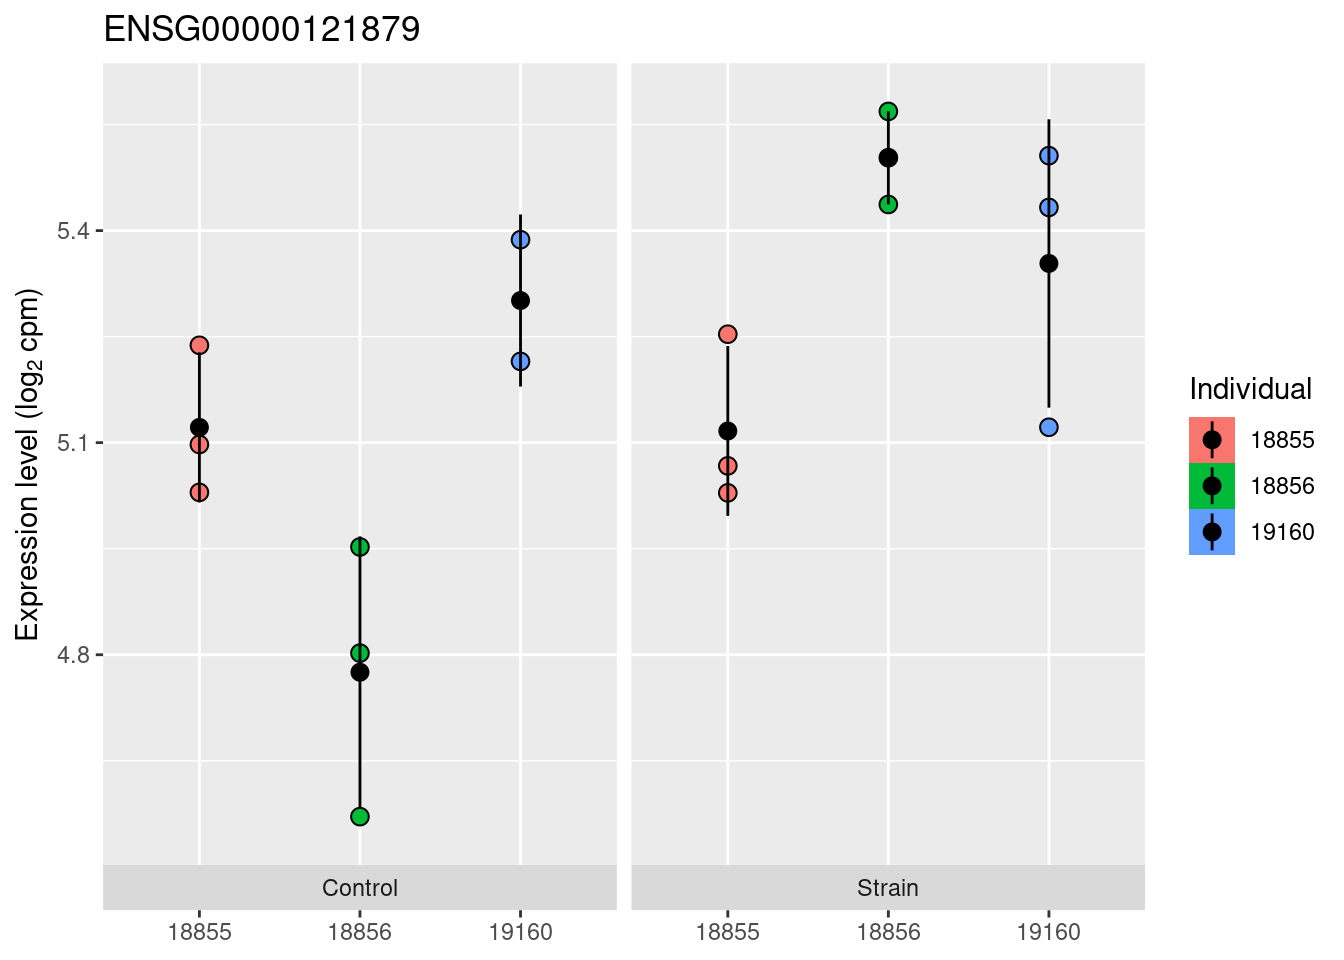 ENSG00000121879
Expression level (log₂ cpm)
5.4
5.1
4.8
Control
Strain
18855
18856
19160
18855
18856
19160
Individual
18855
18856
19160